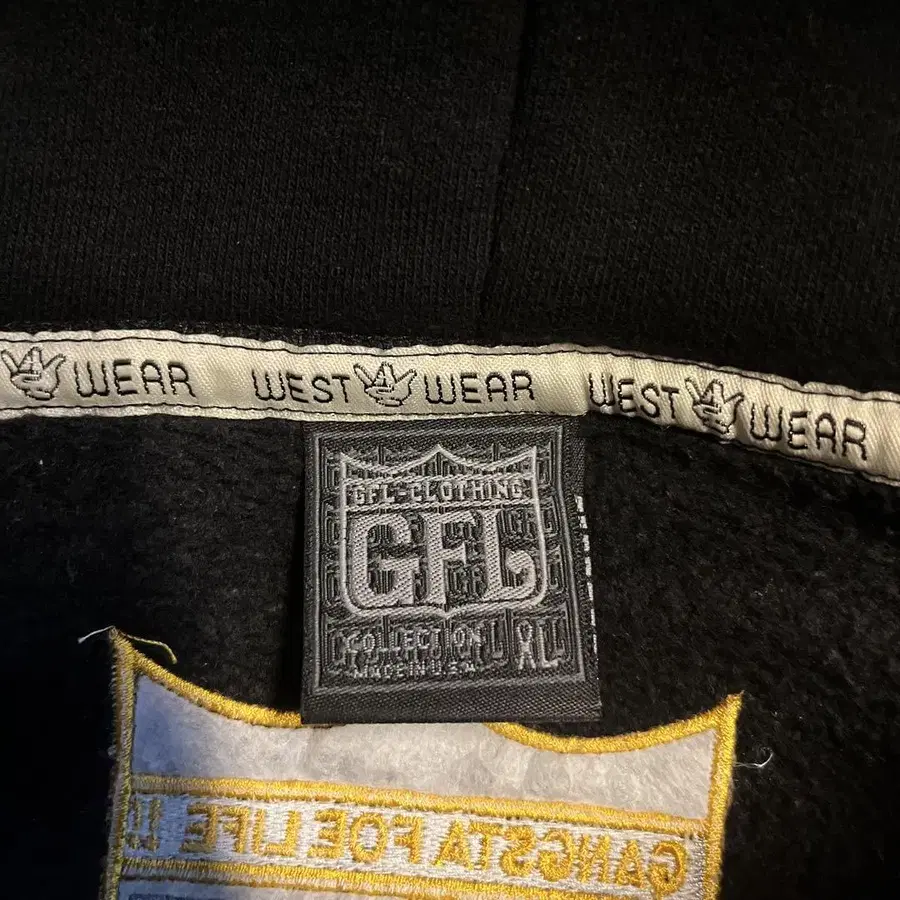 WEAR WEST WEAR WEST WEAR
GFL-CLOTHING
GFL
COLLECTION XL
MADE IN U.S.A.
GANGSTA FOE LIFE